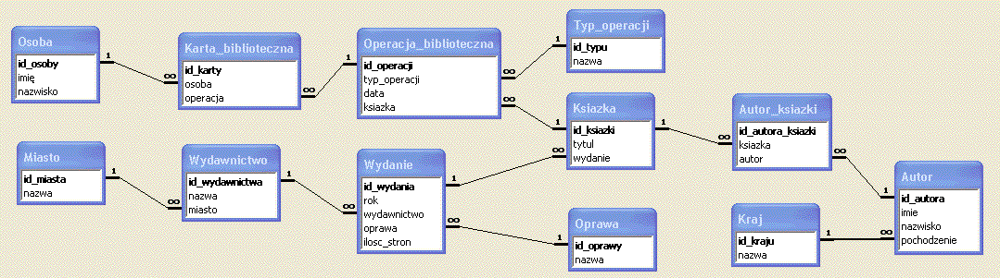 Osoba
id_osoby
imię
nazwisko
1
∞
Karta_biblioteczna
id_karty
osoba
operacja
∞
1
Operacja_biblioteczna
id_operacji
typ_operacji
data
ksiazka
∞
∞
1
1
Typ_operacji
id_typu
nazwa
Ksiazka
id_ksiazki
tytul
wydanie
∞
1
∞
Autor_ksiazki
id_autora_ksiazki
ksiazka
autor
∞
1
Miasto
id_miasta
nazwa
1
∞
Wydawnictwo
id_wydawnictwa
nazwa
miasto
1
∞
Wydanie
id_wydania
rok
wydawnictwo
oprawa
ilosc_stron
1
∞
1
Oprawa
id_oprawy
nazwa
Kraj
id_kraju
nazwa
1
∞
Autor
id_autora
imie
nazwisko
pochodzenie